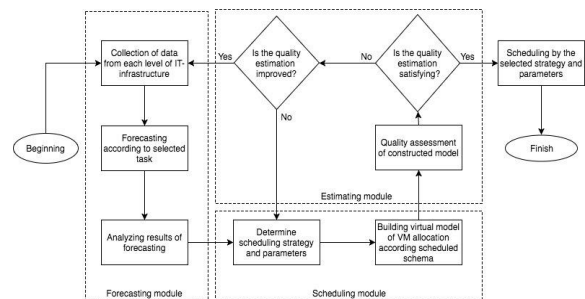 Beginning
Collection of data
from each level of IT-
infrastructure
Forecasting
according to selected
task
Analyzing results of
forecasting
Forecasting module
Yes
Is the quality
estimation
improved?
No
No
Is the quality
estimation
satisfying?
Yes
Quality assessment
of constructed
model
Estimating module
Determine
scheduling strategy
and parameters
Building virtual model
of VM allocation
according scheduled
schema
Scheduling module
Scheduling by the
selected strategy and
parameters
Finish